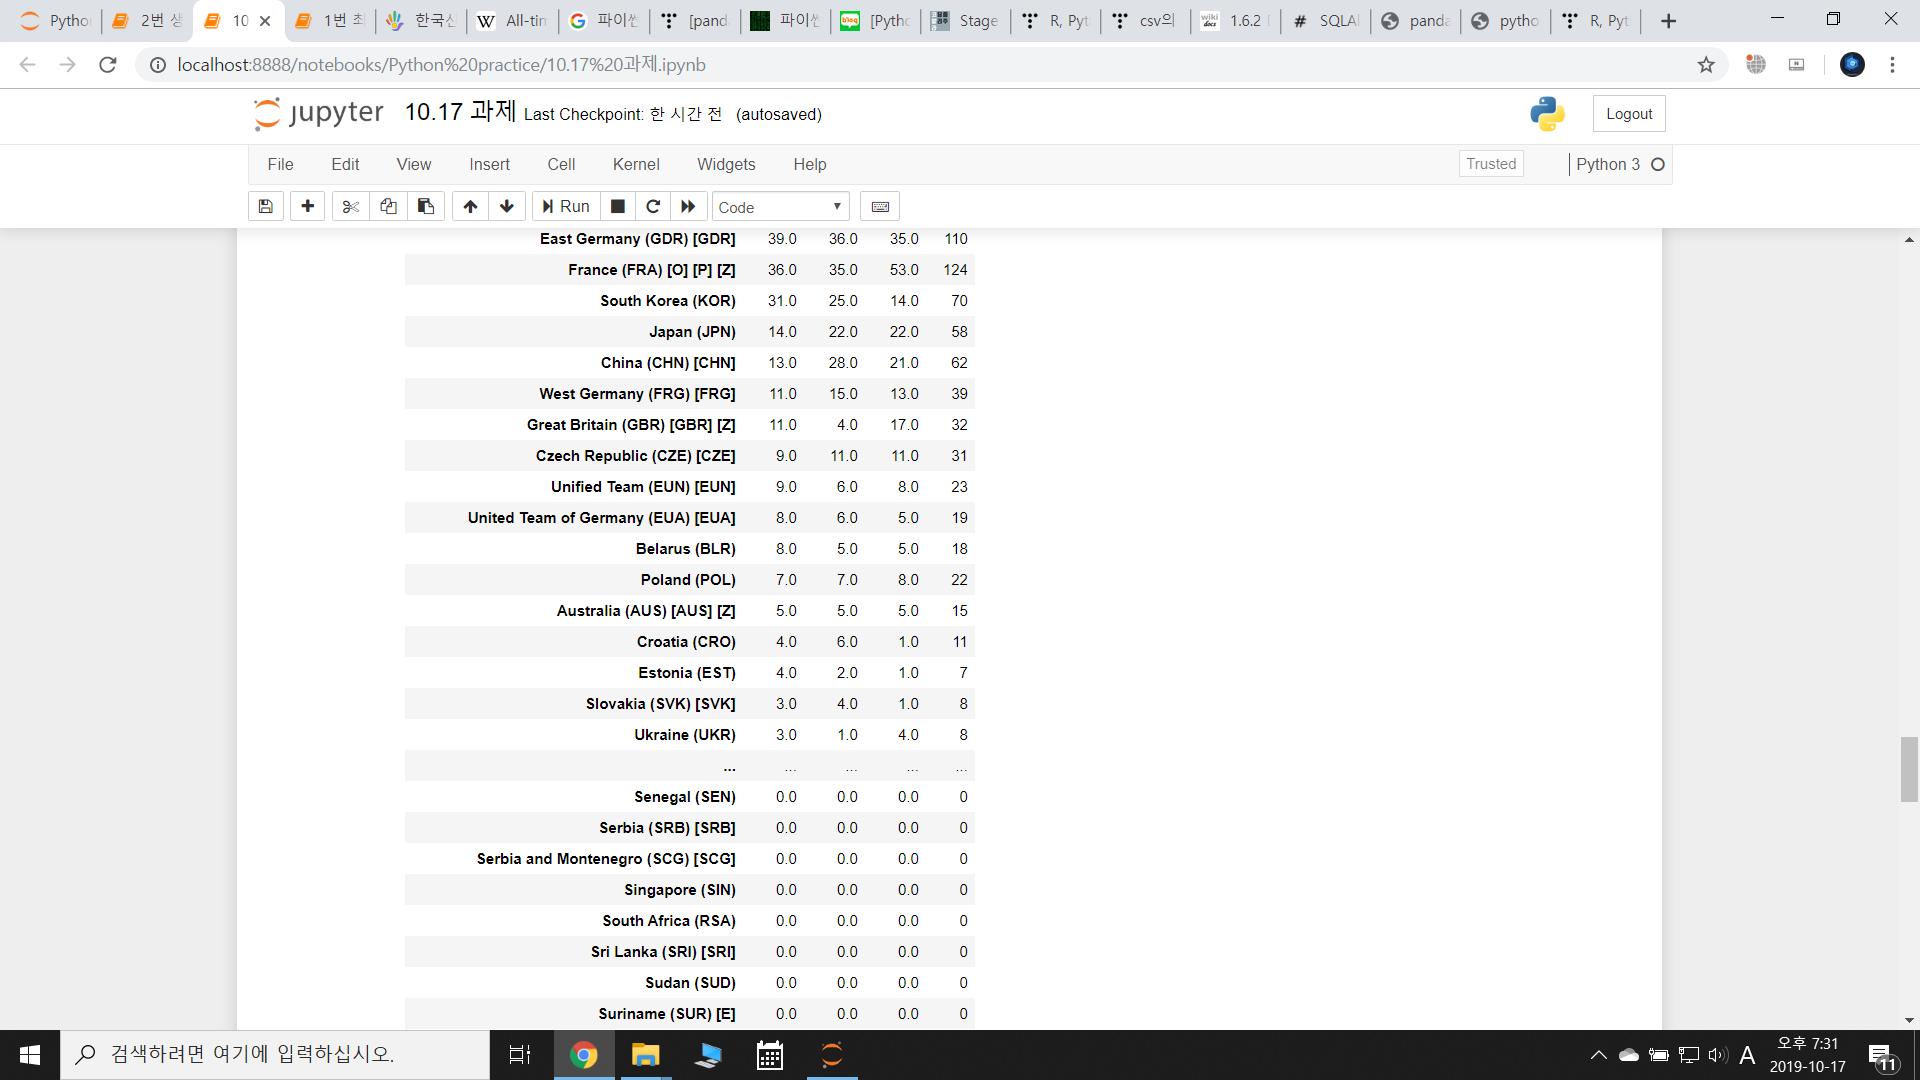 Python
2번 생
10
1번 최
한국신
All-tim
파이썬
[panda
파이썬
[Pytho
Stage
R, Pyt
csv의
1.6.2
SQLAl
panda
pytho
R, Pyt
localhost:8888/notebooks/Python%20practice/10.17%20과제.ipynb
jupyter 10.17 과제 Last Checkpoint: 한 시간 전 (autosaved)
Logout
File Edit View Insert Cell Kernel Widgets Help
Trusted
Python 3
Run
Code
East Germany (GDR) [GDR] 39.0 36.0 35.0 110
France (FRA) [O] [P] [Z] 36.0 35.0 53.0 124
South Korea (KOR) 31.0 25.0 14.0 70
Japan (JPN) 14.0 22.0 22.0 58
China (CHN) [CHN] 13.0 28.0 21.0 62
West Germany (FRG) [FRG] 11.0 15.0 13.0 39
Great Britain (GBR) [GBR] [Z] 11.0 4.0 17.0 32
Czech Republic (CZE) [CZE] 9.0 11.0 11.0 31
Unified Team (EUN) [EUN] 9.0 6.0 8.0 23
United Team of Germany (EUA) [EUA] 8.0 6.0 5.0 19
Belarus (BLR) 8.0 5.0 5.0 18
Poland (POL) 7.0 7.0 8.0 22
Australia (AUS) [AUS] [Z] 5.0 5.0 5.0 15
Croatia (CRO) 4.0 6.0 1.0 11
Estonia (EST) 4.0 2.0 1.0 7
Slovakia (SVK) [SVK] 3.0 4.0 1.0 8
Ukraine (UKR) 3.0 1.0 4.0 8
... ... ... ... ...
Senegal (SEN) 0.0 0.0 0.0 0
Serbia (SRB) [SRB] 0.0 0.0 0.0 0
Serbia and Montenegro (SCG) [SCG] 0.0 0.0 0.0 0
Singapore (SIN) 0.0 0.0 0.0 0
South Africa (RSA) 0.0 0.0 0.0 0
Sri Lanka (SRI) [SRI] 0.0 0.0 0.0 0
Sudan (SUD) 0.0 0.0 0.0 0
Suriname (SUR) [E] 0.0 0.0 0.0 0
검색하려면 여기에 입력하십시오.
A
오후 7:31
2019-10-17
11